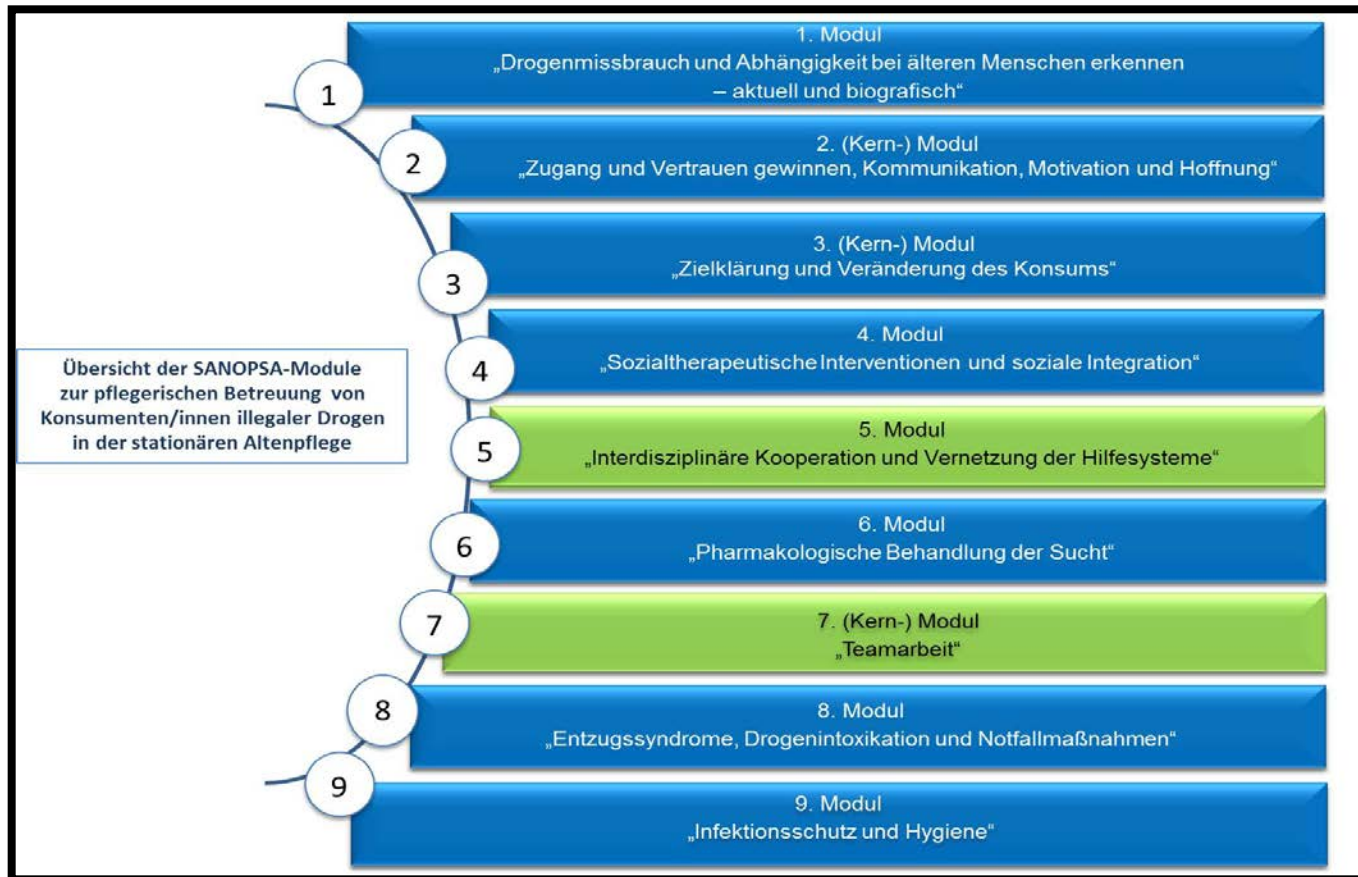 1. Modul
„Drogenmissbrauch und Abhängigkeit bei älteren Menschen erkennen
– aktuell und biografisch“
1
2. (Kern-) Modul
„Zugang und Vertrauen gewinnen, Kommunikation, Motivation und Hoffnung“
2
3. (Kern-) Modul
„Zielklärung und Veränderung des Konsums“
3
4. Modul
„Sozialtherapeutische Interventionen und soziale Integration“
4
Übersicht der SANOPSA-Module
zur pflegerischen Betreuung von
Konsumenten/innen illegaler Drogen
in der stationären Altenpflege
5. Modul
„Interdisziplinäre Kooperation und Vernetzung der Hilfesysteme“
5
6. Modul
„Pharmakologische Behandlung der Sucht“
6
7. (Kern-) Modul
„Teamarbeit“
7
8. Modul
„Entzugssyndrome, Drogenintoxikation und Notfallmaßnahmen“
8
9. Modul
„Infektionsschutz und Hygiene“
9